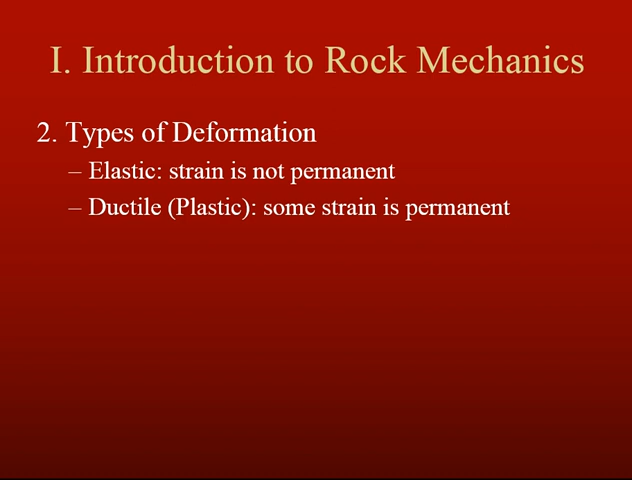 I. Introduction to Rock Mechanics
2. Types of Deformation
– Elastic: strain is not permanent
– Ductile (Plastic): some strain is permanent